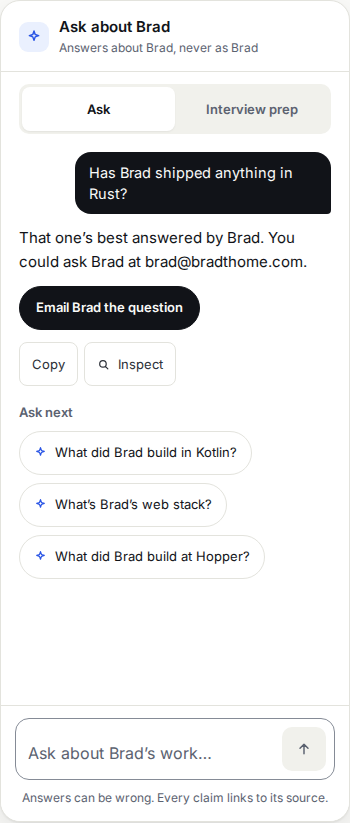 Ask about Brad
Answers about Brad, never as Brad
Ask
Interview prep
Has Brad shipped anything in
Rust?
That one’s best answered by Brad. You
could ask Brad at brad@bradthome.com.
Email Brad the question
Copy
Inspect
Ask next
What did Brad build in Kotlin?
What’s Brad’s web stack?
What did Brad build at Hopper?
Ask about Brad’s work...
Answers can be wrong. Every claim links to its source.